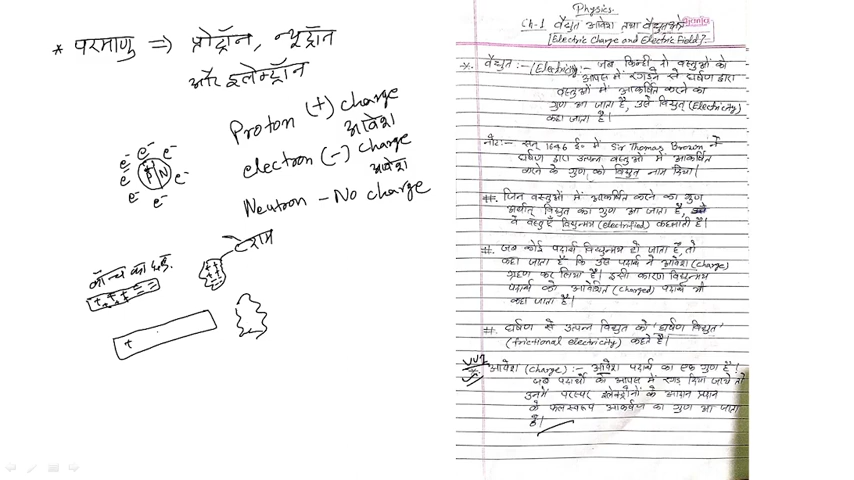 * परमाणु ⇒ प्रोटॉन, न्यूट्रॉन
और इलेक्ट्रॉन
Proton (+) charge
आवेश
electron (-) charge
आवेश
Neutron - No charge
e⁻ e⁻ e⁻
e⁻ P N
e⁻ e⁻
e⁻ e⁻
रेशम
काँच की छड़
Physics
Ch-1 वैद्युत आवेश तथा वैद्युत क्षेत्र
[Electric Charge and Electric Field]:-
*. वैद्युत :- (Electricity) :- जब किन्हीं दो वस्तुओं को
आपस में रगड़ने से घर्षण द्वारा
वस्तुओं में आकर्षित करने का
गुण आ जाता है, उसे विद्युत (Electricity)
कहा जाता है।
नोट:- सन् 1646 ई० में Sir Thomas Brown ने
घर्षण द्वारा उत्पन्न वस्तुओं में आकर्षित
करने के गुण को विद्युत नाम दिया।
#. जिन वस्तुओं में आकर्षित करने का गुण
अर्थात् विद्युत का गुण आ जाता है,
वे वस्तुएँ विद्युन्मय (electrified) कहलाती है।
#. जब कोई पदार्थ विद्युन्मय हो जाता है, तो
कहा जाता है कि उस पदार्थ ने आवेश (charge)
ग्रहण कर लिया है। इसी कारण विद्युन्मय
पदार्थ को आवेशित (charged) पदार्थ भी
कहा जाता है।
#. घर्षण से उत्पन्न विद्युत को 'घर्षण विद्युत'
(frictional electricity) कहते है।
आवेश (charge) :- आवेश पदार्थ का एक गुण है।
जब पदार्थों को आपस में रगड़ दिया जाये तो
उनमें परस्पर इलेक्ट्रोनों के आदान प्रदान
के फलस्वरूप आकर्षण का गुण आ जाता
है।